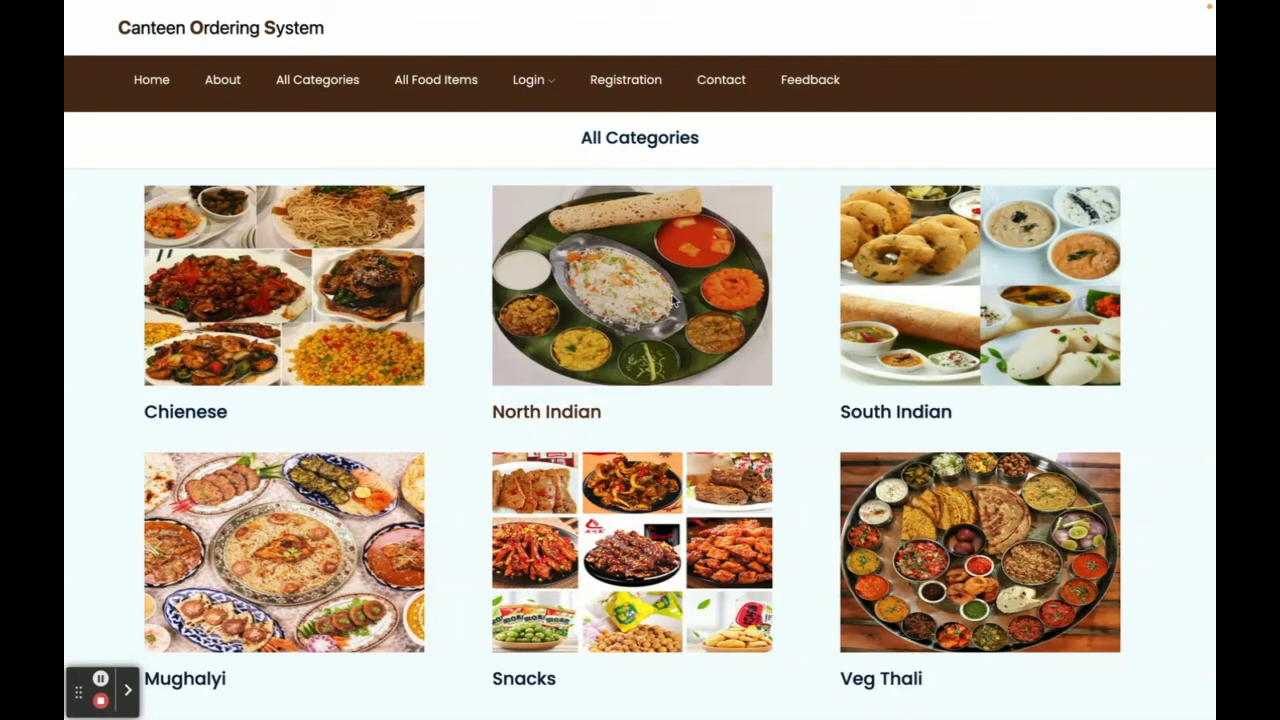 Canteen Ordering System
Home About All Categories All Food Items Login Registration Contact Feedback
All Categories
Chienese North Indian South Indian
Mughalyi Snacks Veg Thali